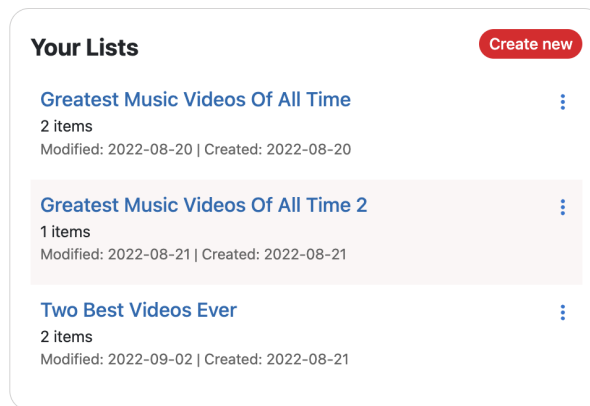 Your Lists
Create new
Greatest Music Videos Of All Time
2 items
Modified: 2022-08-20 | Created: 2022-08-20
Greatest Music Videos Of All Time 2
1 items
Modified: 2022-08-21 | Created: 2022-08-21
Two Best Videos Ever
2 items
Modified: 2022-09-02 | Created: 2022-08-21